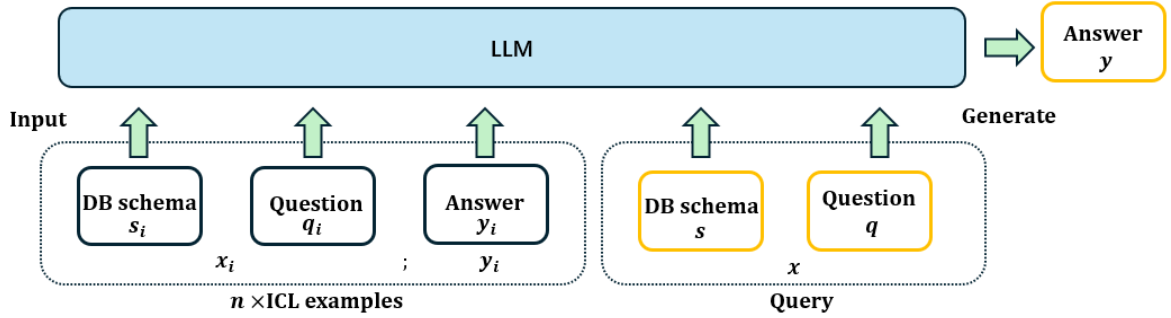 LLM
Answer
y
Input
Generate
DB schema
s_i
Question
q_i
Answer
y_i
DB schema
s
Question
q
x_i ; y_i
x
n ×ICL examples
Query